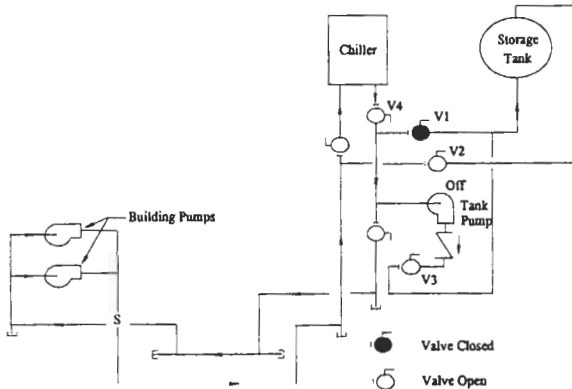 Chiller
Storage
Tank
V4
V1
V2
Off
Tank
Pump
Building Pumps
V3
S
Valve Closed
Valve Open